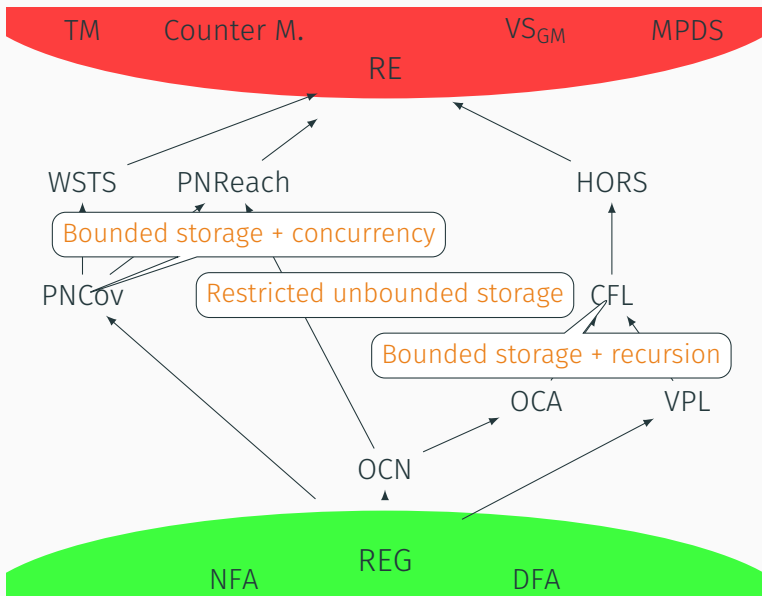 TM Counter M. VSGM MPDS
RE
WSTS PNReach HORS
Bounded storage + concurrency
PNCov Restricted unbounded storage CFL
Bounded storage + recursion
OCA VPL
OCN
REG
NFA DFA